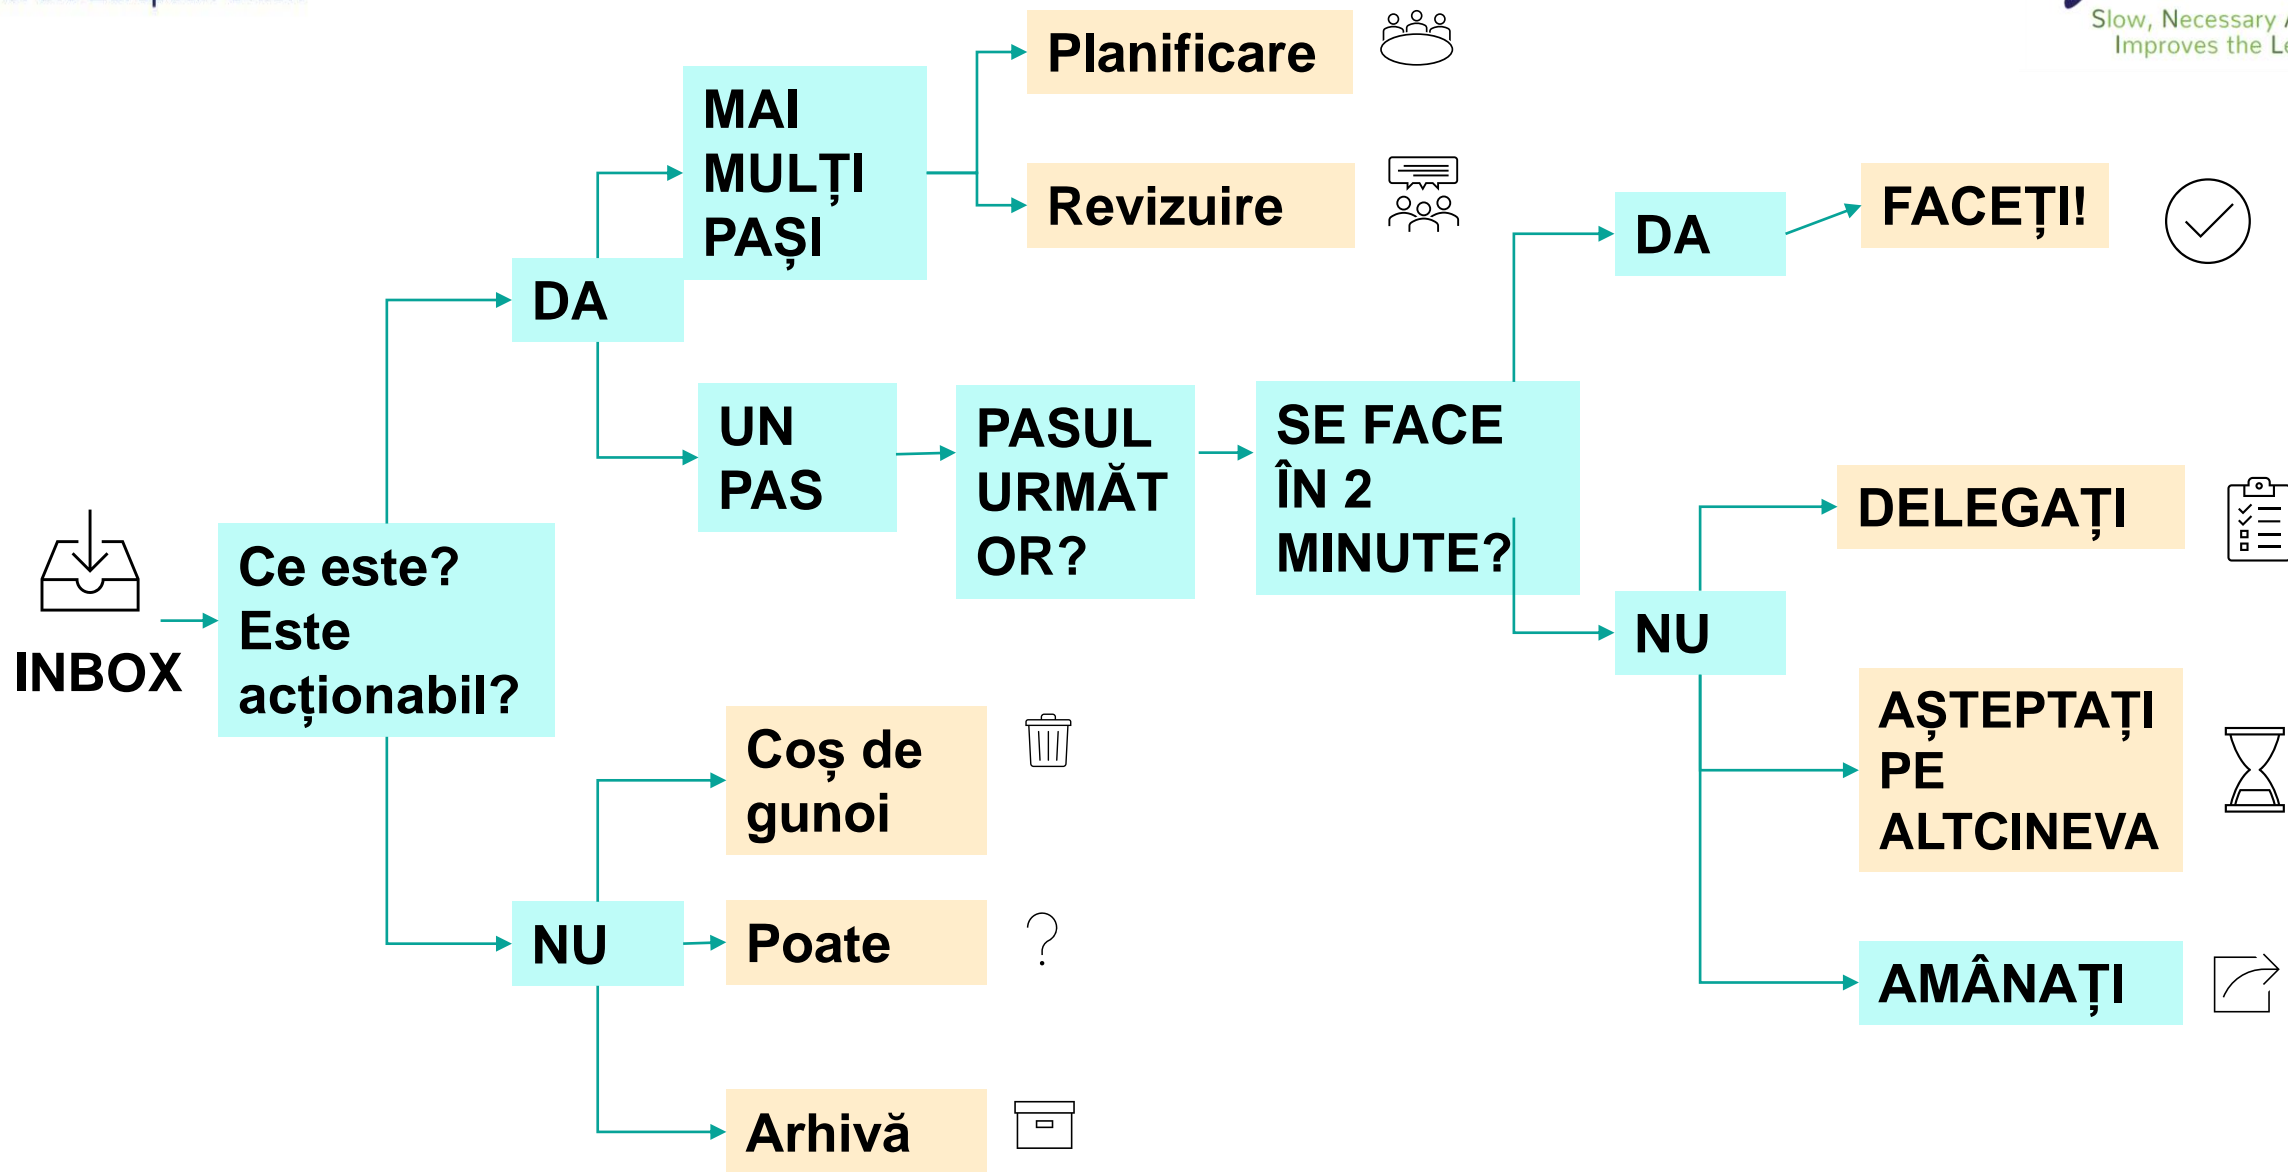 Slow, Necessary
Improves the
Planificare
MAI
MULȚI
PAȘI
Revizuire
DA
FACEȚI!
DA
UN
PAS
PASUL
URMĂT
OR?
SE FACE
ÎN 2
MINUTE?
DELEGAȚI
Ce este?
Este
acționabil?
INBOX
NU
AȘTEPTAȚI
PE
ALTCINEVA
Coș de
gunoi
NU
Poate
AMÂNAȚI
Arhivă